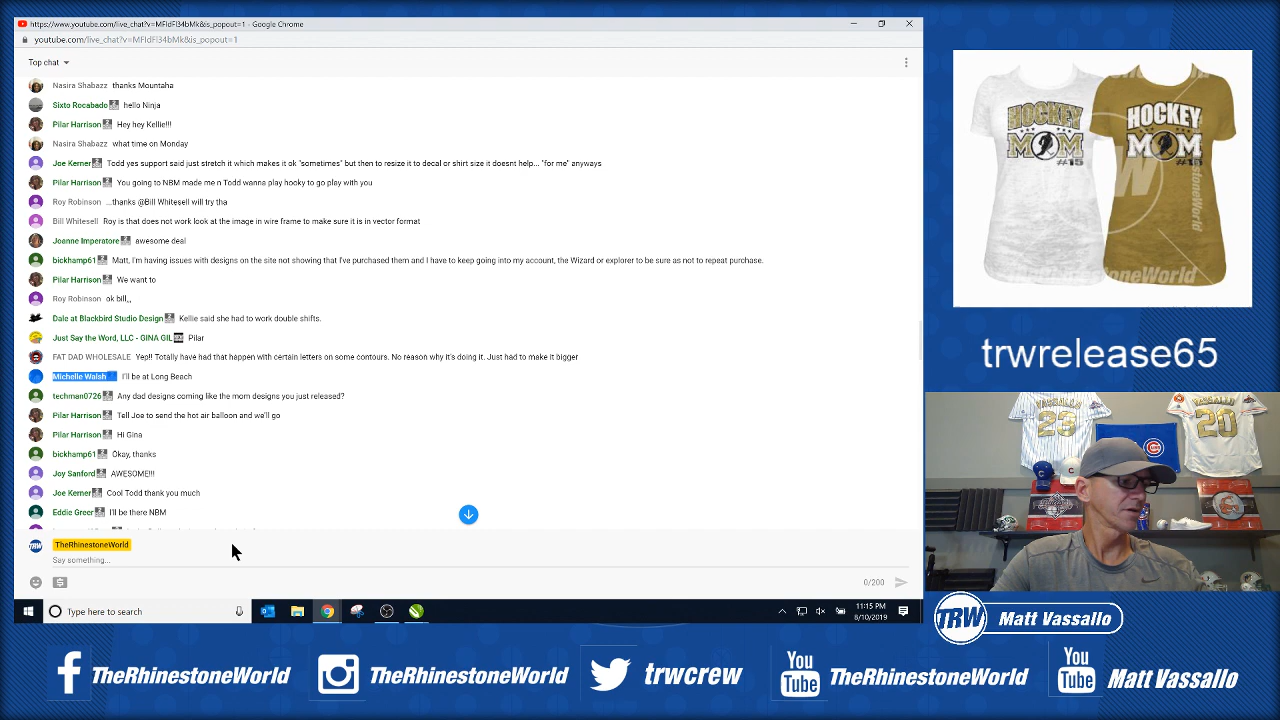 https://www.youtube.com/live_chat?v=MFIdFl34bMk&is_popout=1 - Google Chrome
youtube.com/live_chat?v=MFIdFl34bMk&is_popout=1
Top chat
Nasira Shabazz thanks Mountaha
Sixto Rocabado hello Ninja
Pilar Harrison Hey hey Kellie!!!
Nasira Shabazz what time on Monday
Joe Kerner Todd yes support said just stretch it which makes it ok "sometimes" but then to resize it to decal or shirt size it doesnt help... "for me" anyways
Pilar Harrison You going to NBM made me n Todd wanna play hooky to go play with you
Roy Robinson ...thanks @Bill Whitesell will try tha
Bill Whitesell Roy is that does not work look at the image in wire frame to make sure it is in vector format
Joanne Imperatore awesome deal
bickhamp61 Matt, I'm having issues with designs on the site not showing that I've purchased them and I have to keep going into my account, the Wizard or explorer to be sure as not to repeat purchase.
Pilar Harrison We want to
Roy Robinson ok bill,,
Dale at Blackbird Studio Design Kellie said she had to work double shifts.
Just Say the Word, LLC - GINA GIL Pilar
FAT DAD WHOLESALE Yep!! Totally have had that happen with certain letters on some contours. No reason why it's doing it. Just had to make it bigger
Michelle Walsh I'll be at Long Beach
techman0726 Any dad designs coming like the mom designs you just released?
Pilar Harrison Tell Joe to send the hot air balloon and we'll go
Pilar Harrison Hi Gina
bickhamp61 Okay, thanks
Joy Sanford AWESOME!!!
Joe Kerner Cool Todd thank you much
Eddie Greer I'll be there NBM
TheRhinestoneWorld
Say something...
0/200
Type here to search
11:15 PM
8/10/2019
HOCKEY
MOM
#15
HOCKEY
MOM
#15
TheRhinestoneWorld
trwrelease65
VASSALLO
23
VASSALLO
20
TRW Matt Vassallo
TheRhinestoneWorld
TheRhinestoneWorld
trwcrew
You Tube TheRhinestoneWorld
You Tube Matt Vassallo